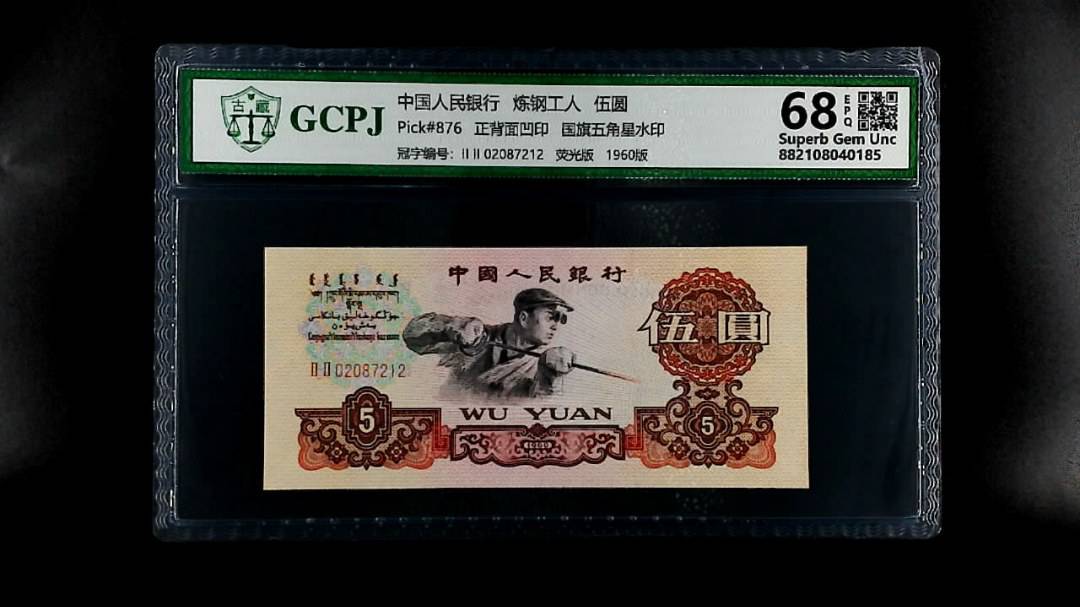 古藏
GCPJ
中国人民银行 炼钢工人 伍圆
Pick#876 正背面凹印 国旗五角星水印
冠字编号: II II 02087212 荧光版 1960版
68 EPQ
Superb Gem Unc
882108040185
中國人民銀行
伍圓
II II 02087212
WU YUAN
5
1960
5